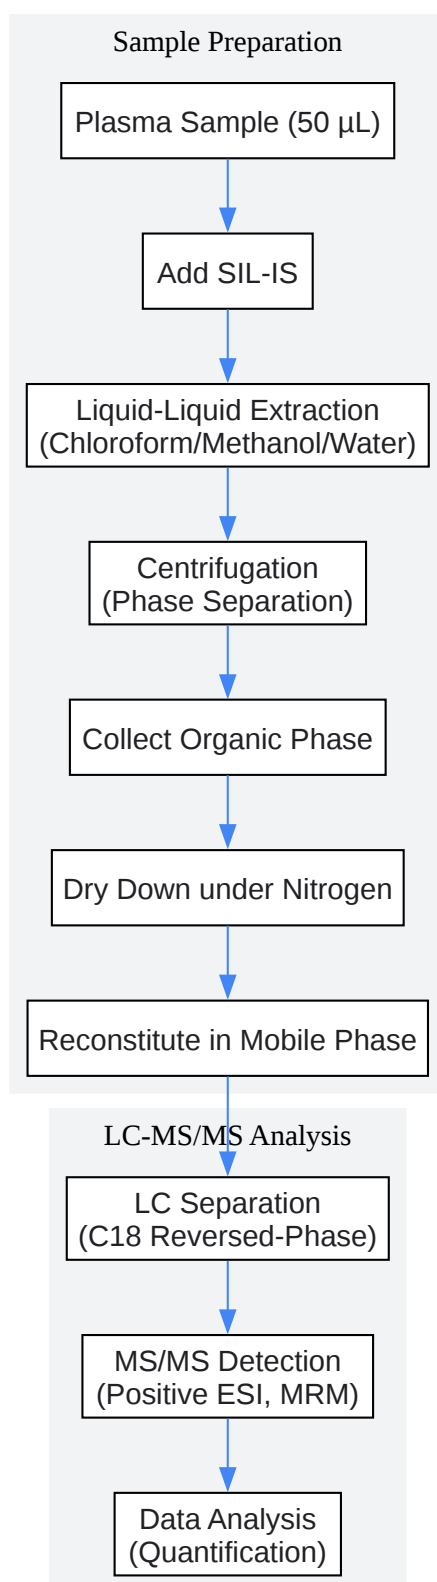 Sample Preparation
Plasma Sample (50 µL)
Add SIL-IS
Liquid-Liquid Extraction
(Chloroform/Methanol/Water)
Centrifugation
(Phase Separation)
Collect Organic Phase
Dry Down under Nitrogen
Reconstitute in Mobile Phase
LC-MS/MS Analysis
LC Separation
(C18 Reversed-Phase)
MS/MS Detection
(Positive ESI, MRM)
Data Analysis
(Quantification)